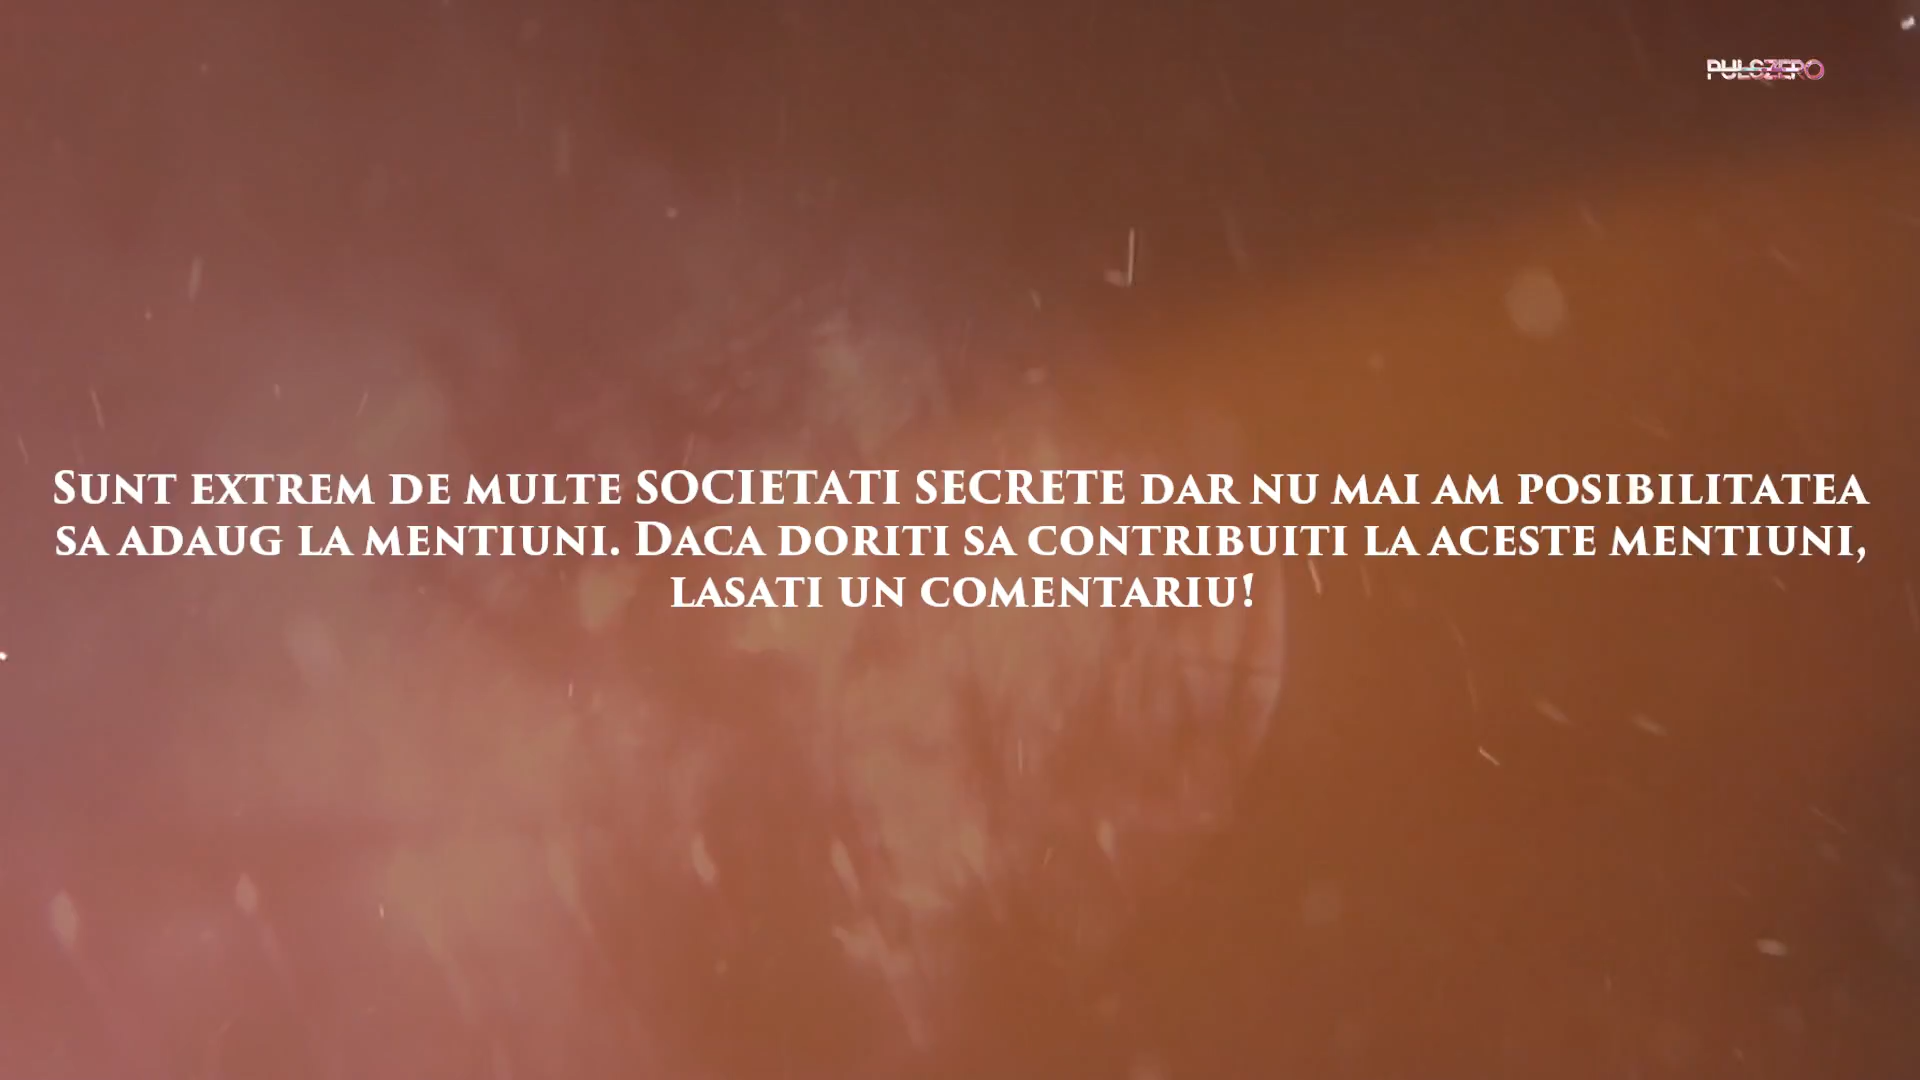 PULSZERO
SUNT EXTREM DE MULTE SOCIETATI SECRETE DAR NU MAI AM POSIBILITATEA
SA ADAUG LA MENTIUNI. DACA DORITI SA CONTRIBUITI LA ACESTE MENTIUNI,
LASATI UN COMENTARIU!